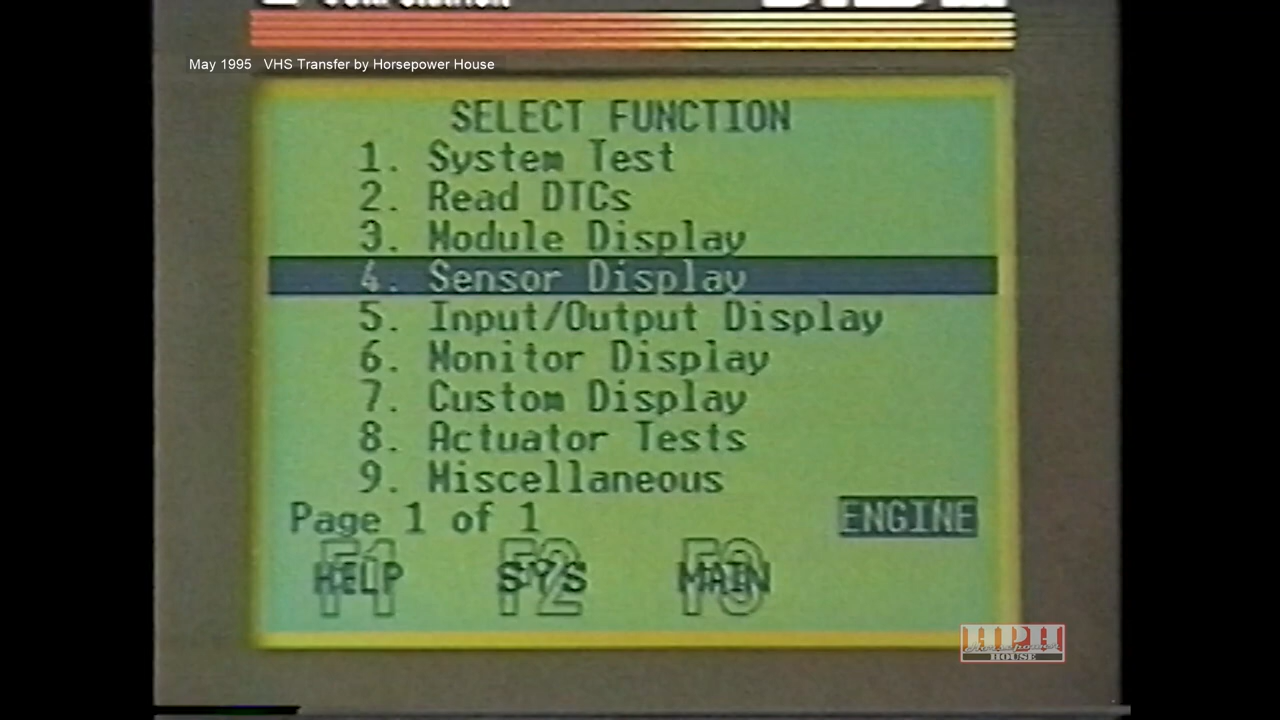 May 1995 VHS Transfer by Horsepower House
SELECT FUNCTION
1. System Test
2. Read DTCs
3. Module Display
4. Sensor Display
5. Input/Output Display
6. Monitor Display
7. Custom Display
8. Actuator Tests
9. Miscellaneous
Page 1 of 1 ENGINE
F1 F2 F3
HELP SYS MAIN
HPH
HOUSE